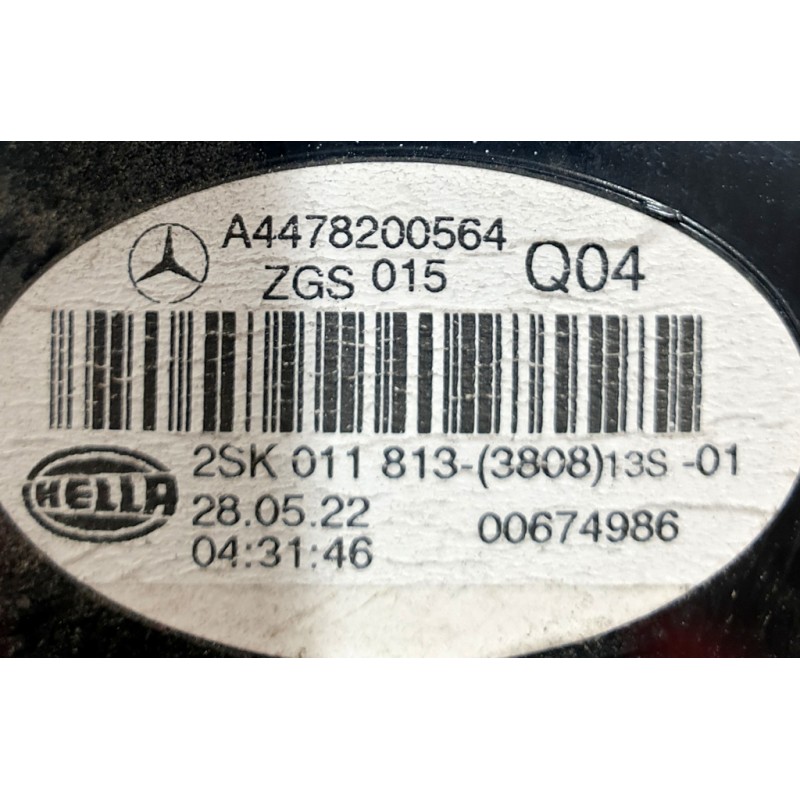 A4478200564
ZGS 015 Q04
HELLA 2SK 011 813-(3808)13S -01
28.05.22 00674986
04:31:46